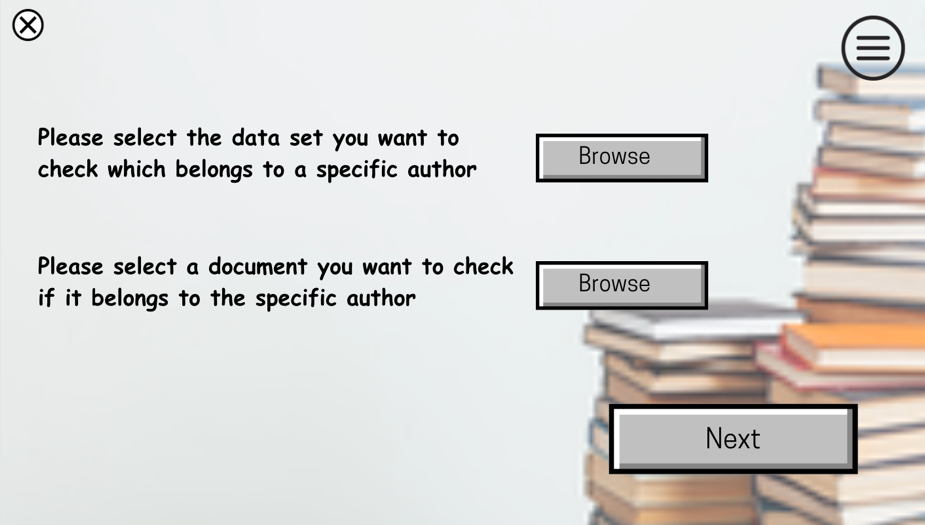 Please select the data set you want to
check which belongs to a specific author
Browse
Please select a document you want to check
if it belongs to the specific author
Browse
Next